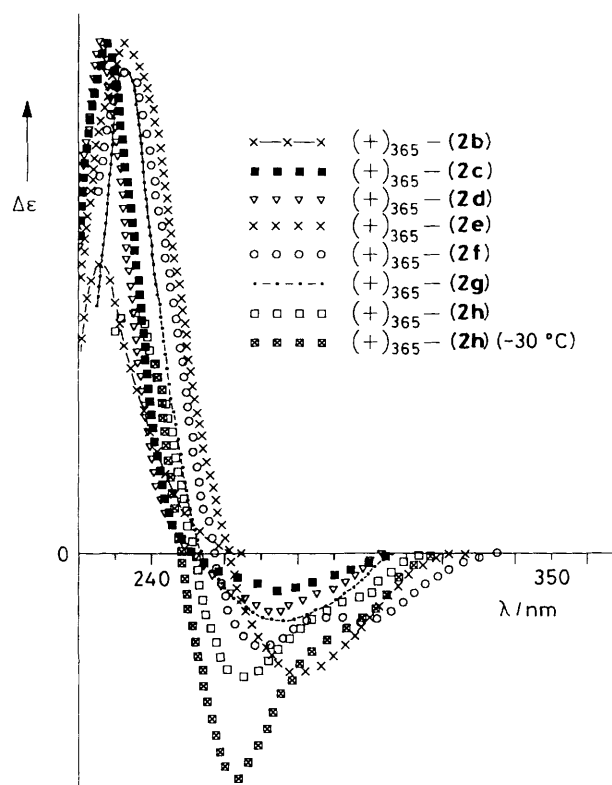 Δε
×—×—× (+)₃₆₅ – (2b)
■ ■ ■ ■ (+)₃₆₅ – (2c)
▽ ▽ ▽ ▽ (+)₃₆₅ – (2d)
× × × × (+)₃₆₅ – (2e)
○ ○ ○ ○ (+)₃₆₅ – (2f)
(+)₃₆₅ – (2g)
□ □ □ □ (+)₃₆₅ – (2h)
⊠ ⊠ ⊠ ⊠ (+)₃₆₅ – (2h) (-30 °C)
0
240
350
λ/nm